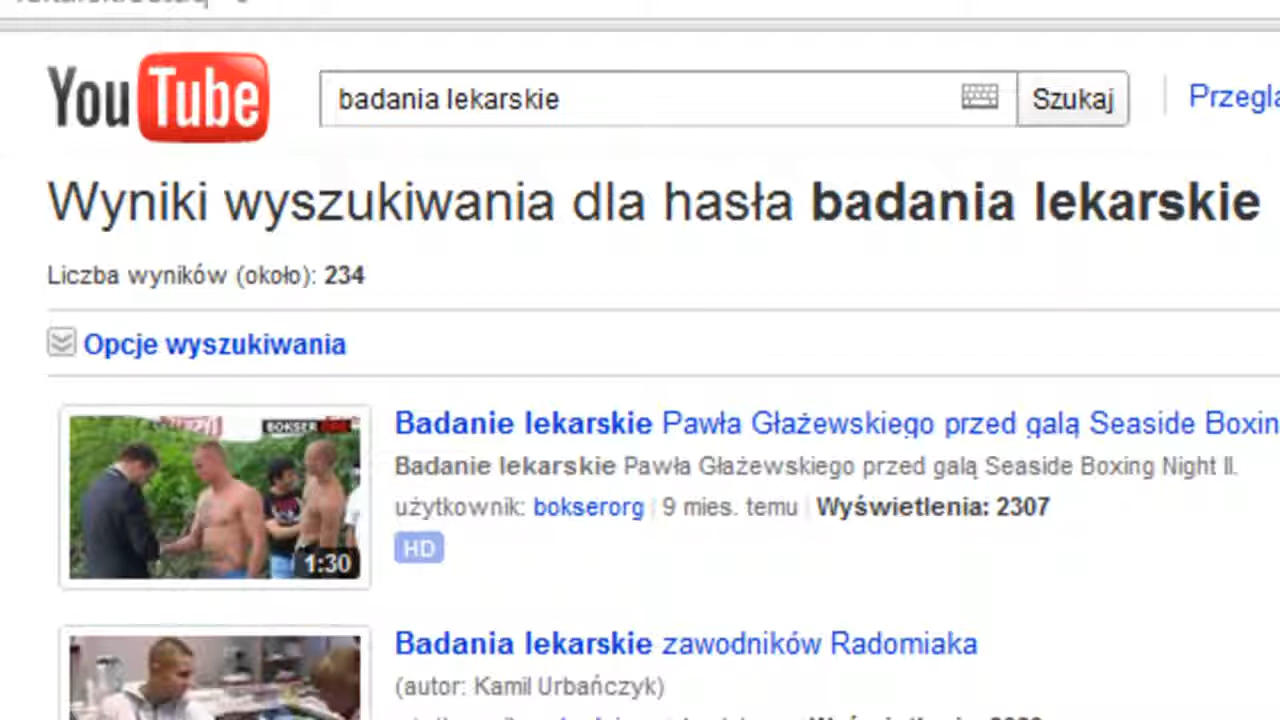 YouTube
badania lekarskie
Szukaj
Wyniki wyszukiwania dla hasła badania lekarskie
Liczba wyników (około): 234
Opcje wyszukiwania
BOKSER
1:30
Badanie lekarskie Pawła Głażewskiego przed galą Seaside
Badanie lekarskie Pawła Głażewskiego przed galą Seaside Boxing Night II.
użytkownik: bokserorg 9 mies. temu Wyświetlenia: 2307
HD
Badania lekarskie zawodników Radomiaka
(autor: Kamil Urbańczyk)